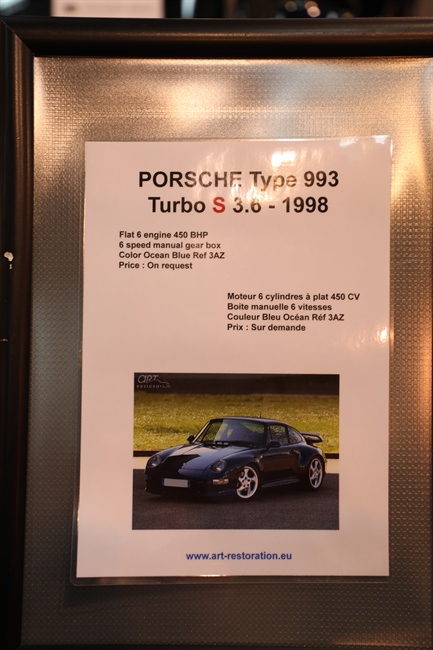 PORSCHE Type 993
Turbo S 3.6 - 1998
Flat 6 engine 450 BHP
6 speed manual gear box
Color Ocean Blue Ref 3AZ
Price : On request
Moteur 6 cylindres à plat 450 CV
Boite manuelle 6 vitesses
Couleur Bleu Océan Réf 3AZ
Prix : Sur demande
ART
www.art-restoration.eu